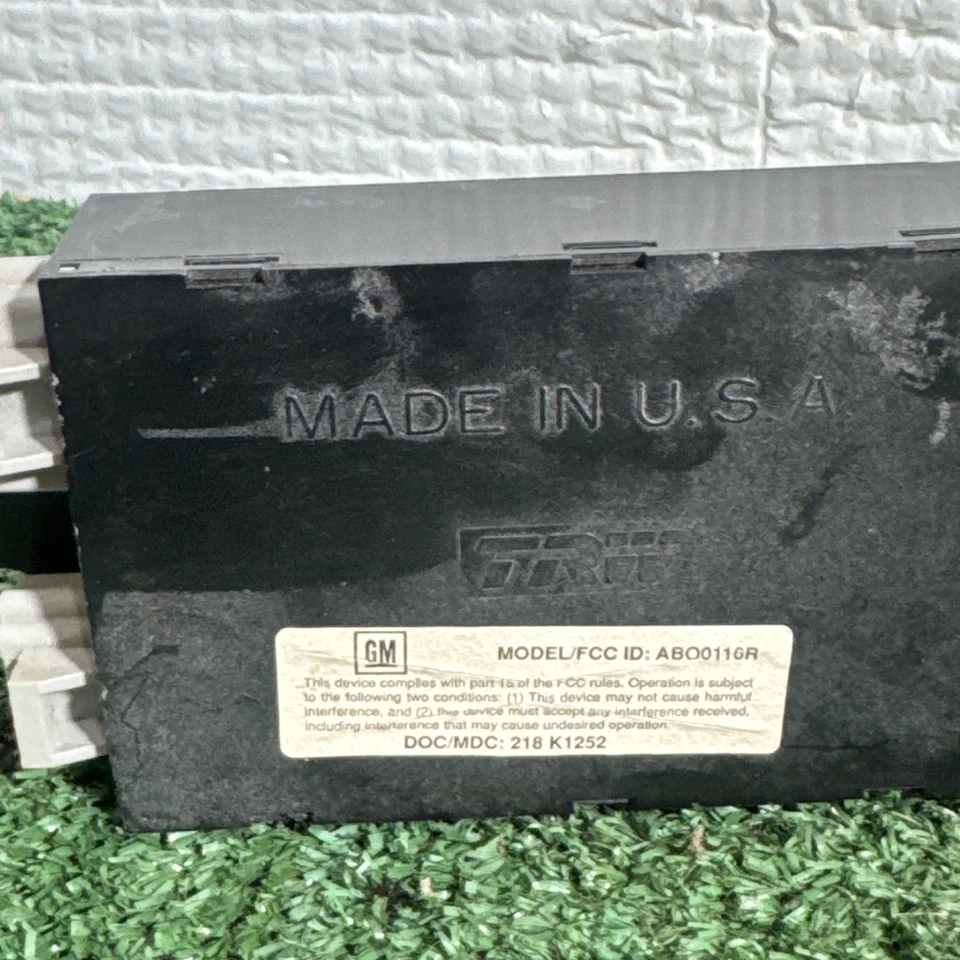 MADE IN U.S.A
TRW
GM
MODEL/FCC ID: ABO0116R
This device complies with part 15 of the FCC rules. Operation is subject
to the following two conditions: (1) This device may not cause harmful
interference, and (2) this device must accept any interference received,
including interference that may cause undesired operation.
DOC/MDC: 218 K1252